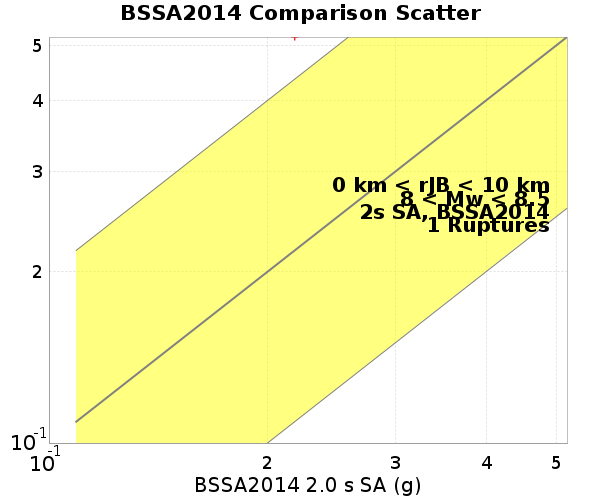 BSSA2014 Comparison Scatter
5
4
3
2
10-1
0 km < rJB < 10 km
8 < Mw < 8.5
2s SA, BSSA2014
1 Ruptures
10-1 2 3 4 5
BSSA2014 2.0 s SA (g)